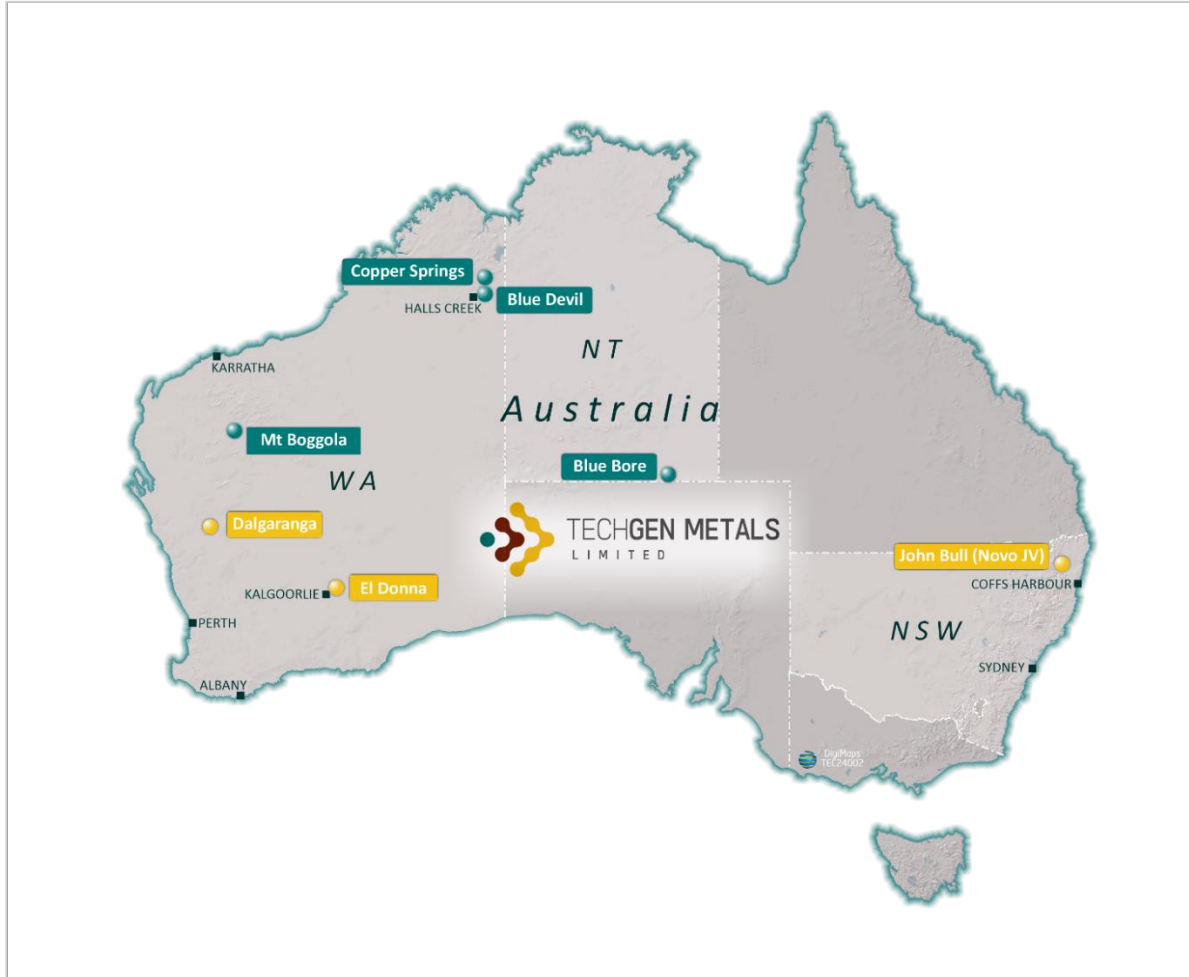 Copper Springs
Blue Devil
HALLS CREEK
NT
KARRATHA
Australia
Mt Boggola
Blue Bore
WA
Dalgaranga
TECHGEN METALS
LIMITED
John Bull (Novo JV)
COFFS HARBOUR
El Donna
KALGOORLIE
PERTH
NSW
SYDNEY
ALBANY
DigiMaps
TEC24002